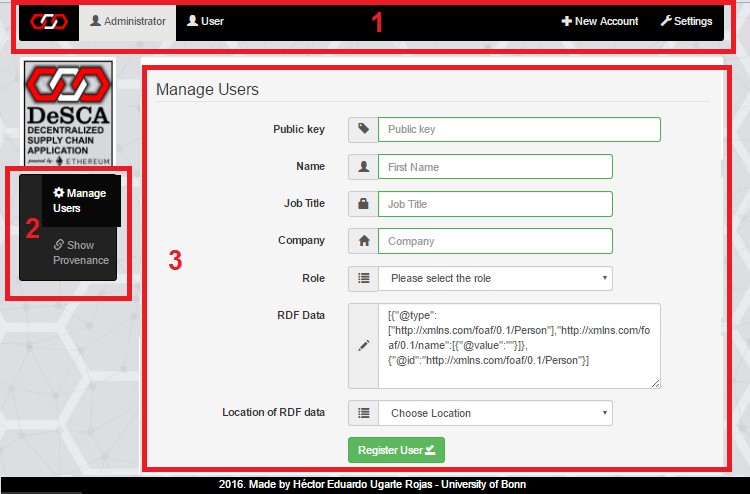 Administrator
User
1
New Account
Settings
DeSCA
DECENTRALIZED
SUPPLY CHAIN
APPLICATION
powered by: ETHEREUM
2
Manage
Users
Show
Provenance
3
Manage Users
Public key
Public key
Name
First Name
Job Title
Job Title
Company
Company
Role
Please select the role
RDF Data
[{"@type":
["http://xmlns.com/foaf/0.1/Person"],"http://xmlns.com/fo
af/0.1/name":[{"@value":""}]},
{"@id":"http://xmlns.com/foaf/0.1/Person"}]
Location of RDF data
Choose Location
Register User
2016. Made by Héctor Eduardo Ugarte Rojas - University of Bonn